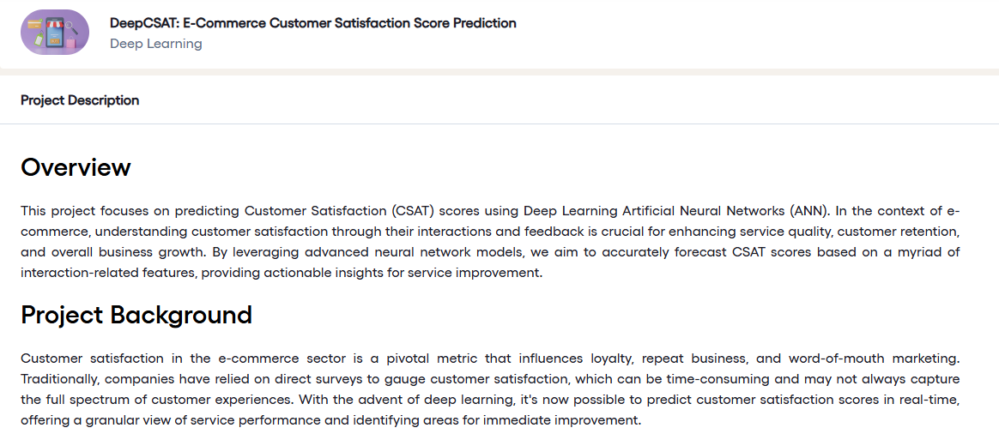 DeepCSAT: E-Commerce Customer Satisfaction Score Prediction
Deep Learning
Project Description
Overview
This project focuses on predicting Customer Satisfaction (CSAT) scores using Deep Learning Artificial Neural Networks (ANN). In the context of e-
commerce, understanding customer satisfaction through their interactions and feedback is crucial for enhancing service quality, customer retention,
and overall business growth. By leveraging advanced neural network models, we aim to accurately forecast CSAT scores based on a myriad of
interaction-related features, providing actionable insights for service improvement.
Project Background
Customer satisfaction in the e-commerce sector is a pivotal metric that influences loyalty, repeat business, and word-of-mouth marketing.
Traditionally, companies have relied on direct surveys to gauge customer satisfaction, which can be time-consuming and may not always capture
the full spectrum of customer experiences. With the advent of deep learning, it's now possible to predict customer satisfaction scores in real-time,
offering a granular view of service performance and identifying areas for immediate improvement.